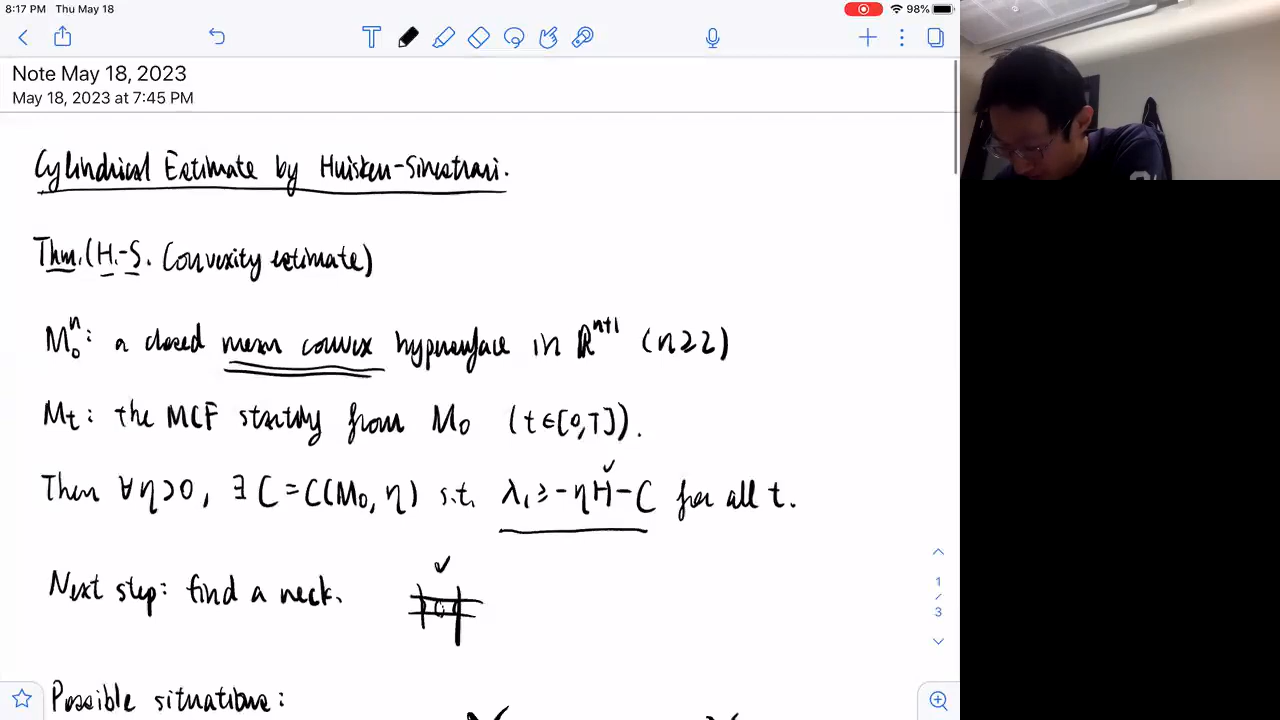 8:17 PM Thu May 18
98%
Note May 18, 2023
May 18, 2023 at 7:45 PM
Cylindrical Estimate by Huisken-Sinestrari.
Thm. (H.-S. Convexity estimate)
M₀ⁿ: a closed mean convex hypersurface in ℝⁿ⁺¹ (n≥2)
Mt: the MCF starting from M₀ (t∈[0,T]).
Then ∀η>0, ∃ C=C(M₀, η) s.t. λ₁ ≥ -ηH-C for all t.
Next step: find a neck.
1
/
3
Possible situations: